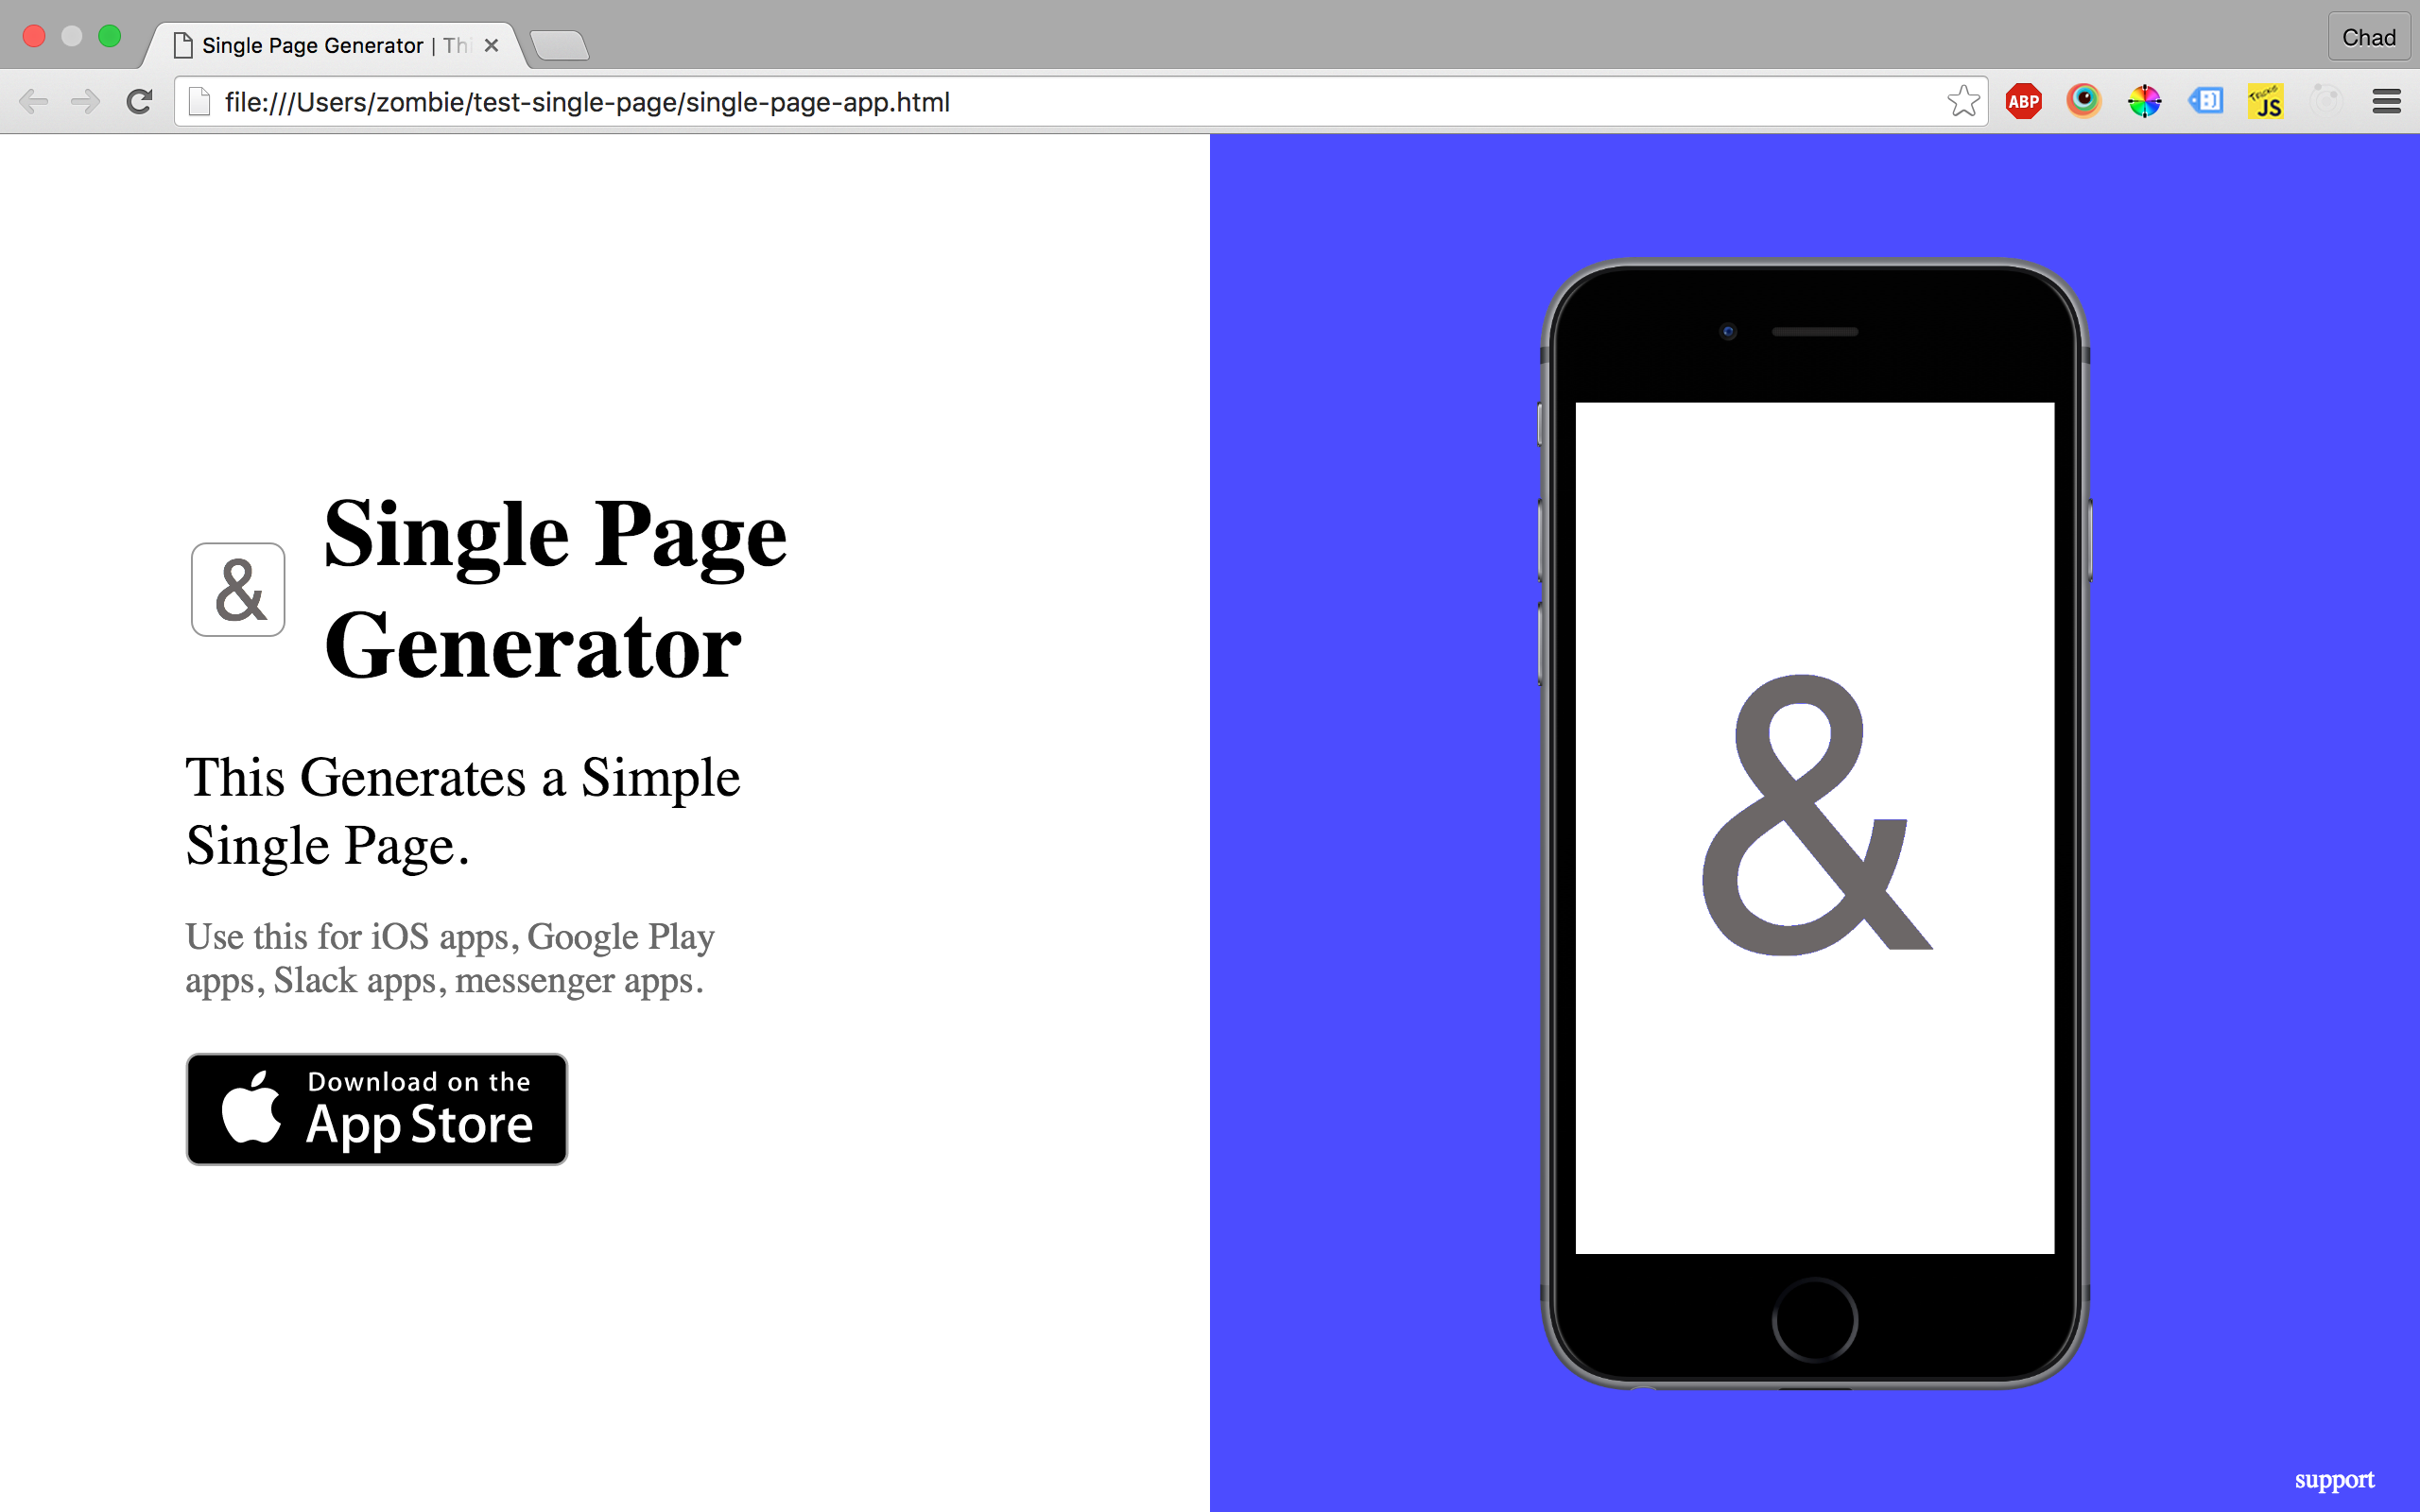 Single Page Generator | Thi
Chad
file:///Users/zombie/test-single-page/single-page-app.html
ABP
TRICKS
JS
&
Single Page
Generator
This Generates a Simple
Single Page.
Use this for iOS apps, Google Play
apps, Slack apps, messenger apps.
Download on the
App Store
&
support